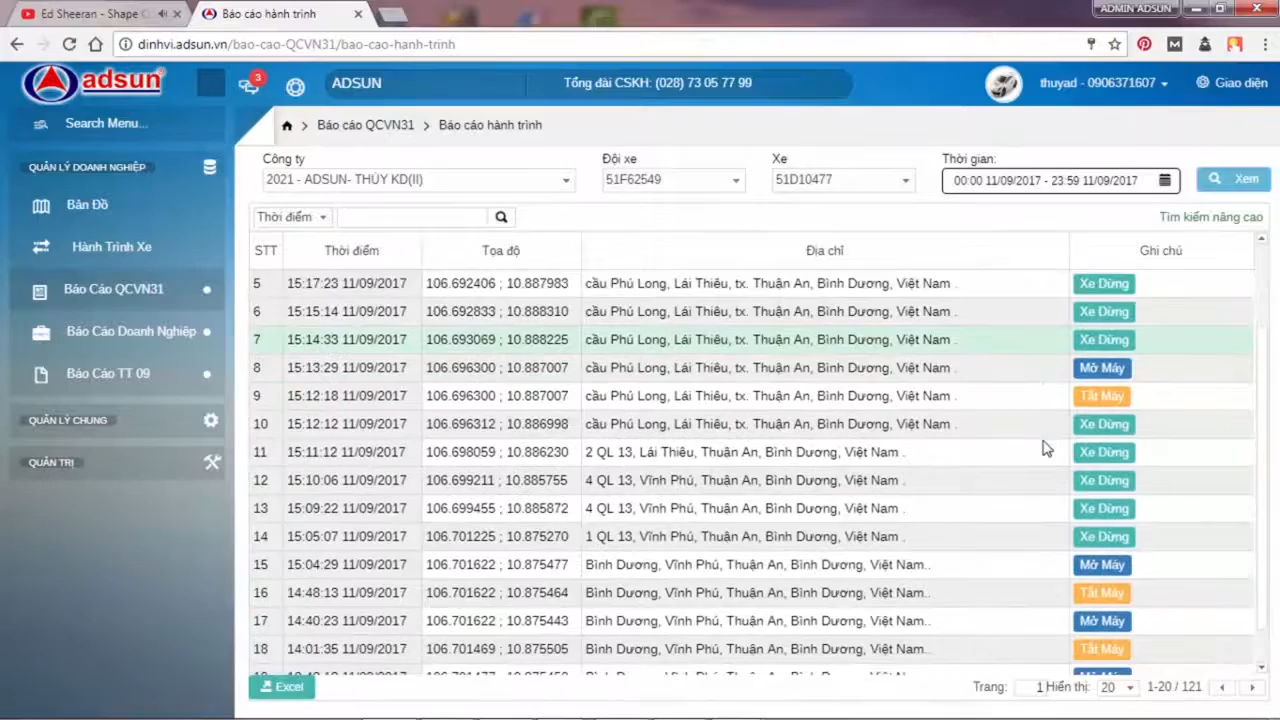 Ed Sheeran - Shape
Báo cáo hành trình
ADMIN ADSUN
dinhvi.adsun.vn/bao-cao-QCVN31/bao-cao-hanh-trinh
adsun
3
ADSUN
Tổng đài CSKH: (028) 73 05 77 99
thuyad - 0906371607
Giao diện
Search Menu...
Báo cáo QCVN31 > Báo cáo hành trình
QUẢN LÝ DOANH NGHIỆP
Bản Đồ
Hành Trình Xe
Báo Cáo QCVN31
Báo Cáo Doanh Nghiệp
Báo Cáo TT 09
QUẢN LÝ CHUNG
QUẢN TRỊ
Công ty Đội xe Xe Thời gian:
2021 - ADSUN- THÙY KD(II) 51F62549 51D10477 00:00 11/09/2017 - 23:59 11/09/2017 Xem
Thời điểm Tìm kiếm nâng cao
STT Thời điểm Tọa độ Địa chỉ Ghi chú
5 15:17:23 11/09/2017 106.692406 ; 10.887983 cầu Phú Long, Lái Thiêu, tx. Thuận An, Bình Dương, Việt Nam . Xe Dừng
6 15:15:14 11/09/2017 106.692833 ; 10.888310 cầu Phú Long, Lái Thiêu, tx. Thuận An, Bình Dương, Việt Nam . Xe Dừng
7 15:14:33 11/09/2017 106.693069 ; 10.888225 cầu Phú Long, Lái Thiêu, tx. Thuận An, Bình Dương, Việt Nam . Xe Dừng
8 15:13:29 11/09/2017 106.696300 ; 10.887007 cầu Phú Long, Lái Thiêu, tx. Thuận An, Bình Dương, Việt Nam . Mở Máy
9 15:12:18 11/09/2017 106.696300 ; 10.887007 cầu Phú Long, Lái Thiêu, tx. Thuận An, Bình Dương, Việt Nam . Tắt Máy
10 15:12:12 11/09/2017 106.696312 ; 10.886998 cầu Phú Long, Lái Thiêu, tx. Thuận An, Bình Dương, Việt Nam . Xe Dừng
11 15:11:12 11/09/2017 106.698059 ; 10.886230 2 QL 13, Lái Thiêu, Thuận An, Bình Dương, Việt Nam . Xe Dừng
12 15:10:06 11/09/2017 106.699211 ; 10.885755 4 QL 13, Vĩnh Phú, Thuận An, Bình Dương, Việt Nam . Xe Dừng
13 15:09:22 11/09/2017 106.699455 ; 10.885872 4 QL 13, Vĩnh Phú, Thuận An, Bình Dương, Việt Nam . Xe Dừng
14 15:05:07 11/09/2017 106.701225 ; 10.875270 1 QL 13, Vĩnh Phú, Thuận An, Bình Dương, Việt Nam . Xe Dừng
15 15:04:29 11/09/2017 106.701622 ; 10.875477 Bình Dương, Vĩnh Phú, Thuận An, Bình Dương, Việt Nam.. Mở Máy
16 14:48:13 11/09/2017 106.701622 ; 10.875464 Bình Dương, Vĩnh Phú, Thuận An, Bình Dương, Việt Nam.. Tắt Máy
17 14:40:23 11/09/2017 106.701622 ; 10.875443 Bình Dương, Vĩnh Phú, Thuận An, Bình Dương, Việt Nam.. Mở Máy
18 14:01:35 11/09/2017 106.701469 ; 10.875505 Bình Dương, Vĩnh Phú, Thuận An, Bình Dương, Việt Nam.. Tắt Máy
Excel Trang: 1 Hiển thị: 20 1-20 / 121